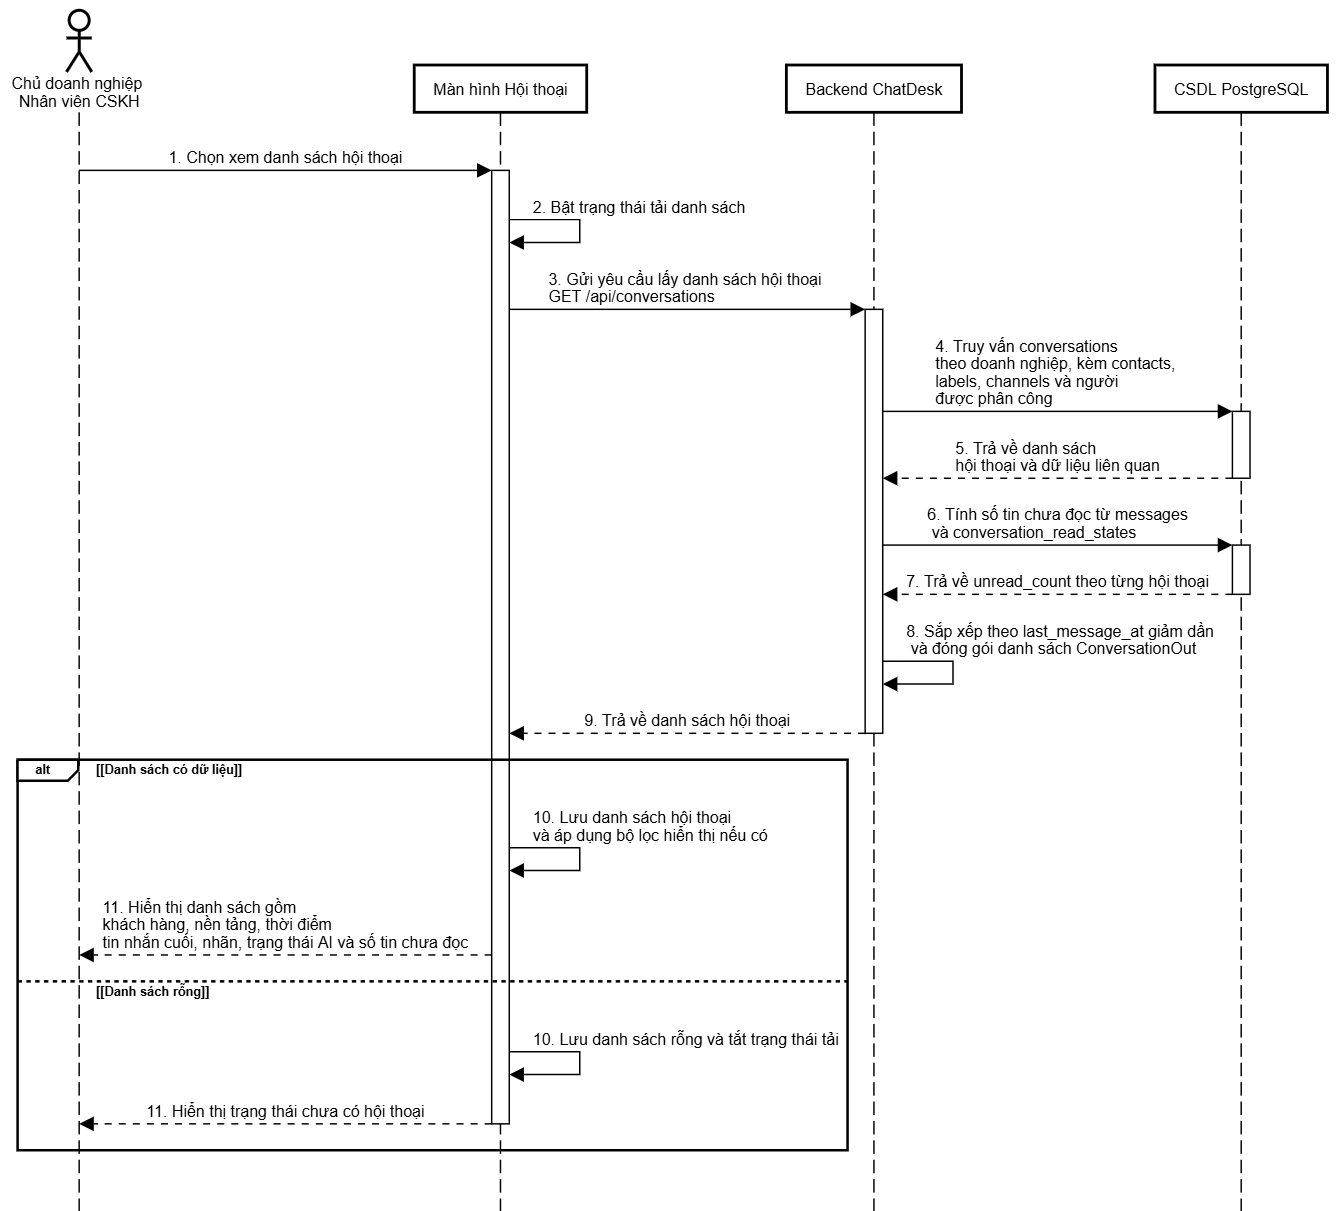 Chủ doanh nghiệp
Nhân viên CSKH
Màn hình Hội thoại
Backend ChatDesk
CSDL PostgreSQL
1. Chọn xem danh sách hội thoại
2. Bật trạng thái tải danh sách
3. Gửi yêu cầu lấy danh sách hội thoại
GET /api/conversations
4. Truy vấn conversations
theo doanh nghiệp, kèm contacts,
labels, channels và người
được phân công
5. Trả về danh sách
hội thoại và dữ liệu liên quan
6. Tính số tin chưa đọc từ messages
và conversation_read_states
7. Trả về unread_count theo từng hội thoại
8. Sắp xếp theo last_message_at giảm dần
và đóng gói danh sách ConversationOut
9. Trả về danh sách hội thoại
alt
[[Danh sách có dữ liệu]]
10. Lưu danh sách hội thoại
và áp dụng bộ lọc hiển thị nếu có
11. Hiển thị danh sách gồm
khách hàng, nền tảng, thời điểm
tin nhắn cuối, nhãn, trạng thái AI và số tin chưa đọc
[[Danh sách rỗng]]
10. Lưu danh sách rỗng và tắt trạng thái tải
11. Hiển thị trạng thái chưa có hội thoại